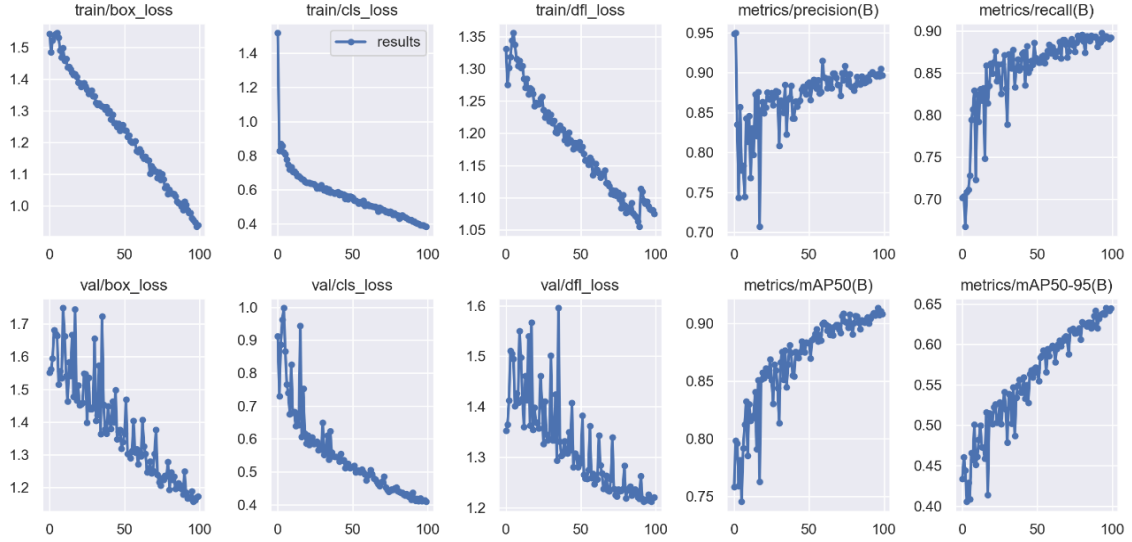 train/box_loss
train/cls_loss
train/dfl_loss
metrics/precision(B)
metrics/recall(B)
results
1.5
1.4
1.3
1.2
1.1
1.0
0 50 100
1.4
1.2
1.0
0.8
0.6
0.4
0 50 100
1.35
1.30
1.25
1.20
1.15
1.10
1.05
0 50 100
0.95
0.90
0.85
0.80
0.75
0.70
0 50 100
0.90
0.85
0.80
0.75
0.70
0 50 100
val/box_loss
val/cls_loss
val/dfl_loss
metrics/mAP50(B)
metrics/mAP50-95(B)
1.7
1.6
1.5
1.4
1.3
1.2
0 50 100
1.0
0.9
0.8
0.7
0.6
0.5
0.4
0 50 100
1.6
1.5
1.4
1.3
1.2
0 50 100
0.90
0.85
0.80
0.75
0 50 100
0.65
0.60
0.55
0.50
0.45
0.40
0 50 100